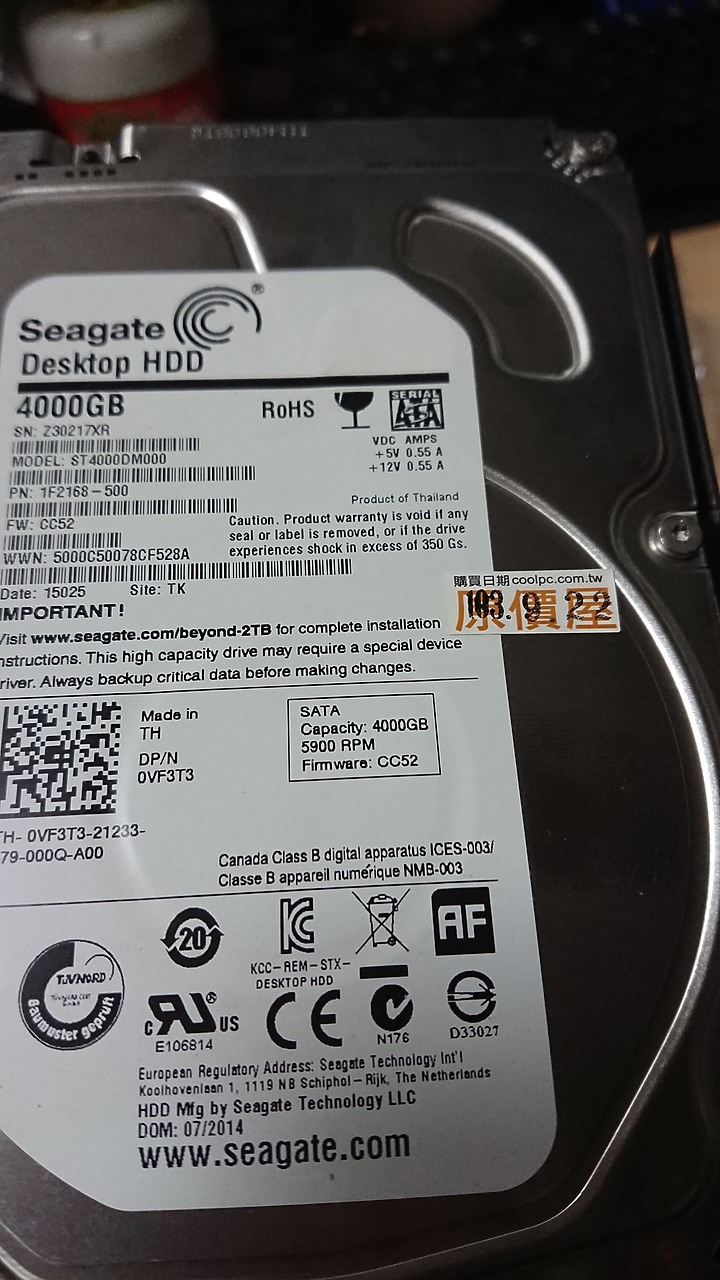 Seagate®
Desktop HDD
4000GB
RoHS
SERIAL
ATA
SN: Z30217XR
VDC AMPS
+5V 0.55 A
+12V 0.55 A
MODEL: ST4000DM000
PN: 1F2168-500
Product of Thailand
FW: CC52
Caution. Product warranty is void if any
seal or label is removed, or if the drive
experiences shock in excess of 350 Gs.
WWN: 5000C50078CF528A
Date: 15025 Site: TK
購買日期 coolpc.com.tw
原價屋
103. 9. 22
IMPORTANT!
Visit www.seagate.com/beyond-2TB for complete installation
nstructions. This high capacity drive may require a special device
river. Always backup critical data before making changes.
Made in
TH
DP/N
0VF3T3
SATA
Capacity: 4000GB
5900 RPM
Firmware: CC52
TH- 0VF3T3-21233-
79-000Q-A00
Canada Class B digital apparatus ICES-003/
Classe B appareil numérique NMB-003
20
AF
KCC-REM-STX-
DESKTOP HDD
TÜVNORD
TÜV NORD CERT
GmbH
Baumuster geprüft
c RU ® US
E106814
CE
N176
D33027
European Regulatory Address: Seagate Technology Int'l
Koolhovenlaan 1, 1119 NB Schiphol-Rijk, The Netherlands
HDD Mfg by Seagate Technology LLC
DOM: 07/2014
www.seagate.com